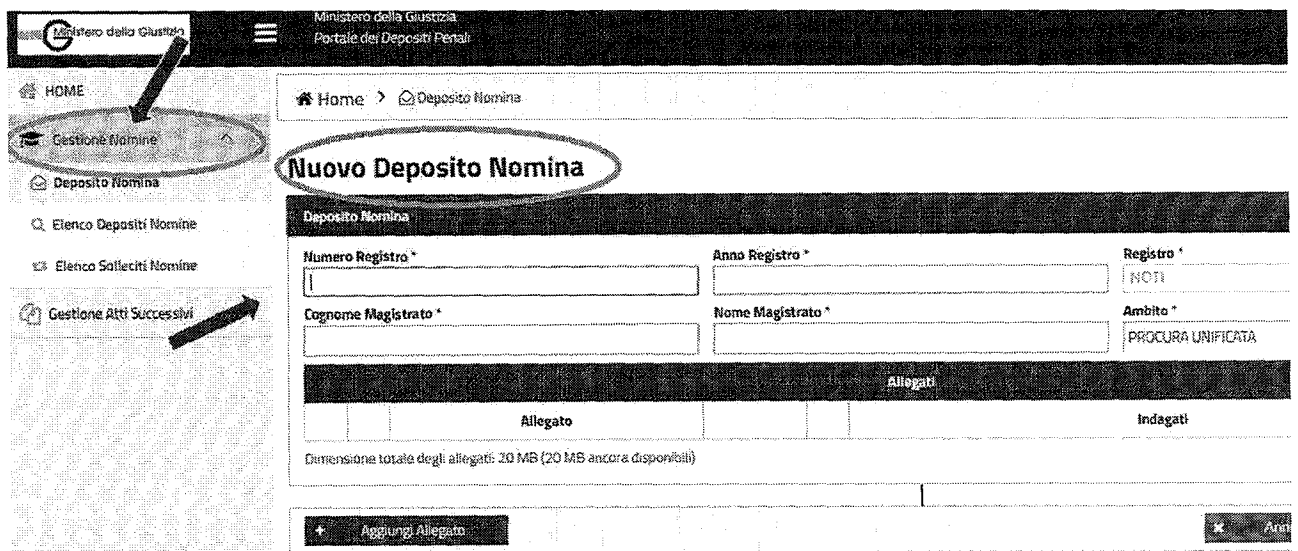 Ministero della Giustizia
Ministero della Giustizia
Portale dei Depositi Penali
HOME
Home > Deposito Nomina
Gestione Nomine
Nuovo Deposito Nomina
Deposito Nomina
Elenco Depositi Nomine
Elenco Solleciti Nomine
Gestione Atti Successivi
Deposito Nomina
Numero Registro *
Anno Registro *
Registro *
NOTI
Cognome Magistrato *
Nome Magistrato *
Ambito *
PROCURA UNIFICATA
Allegati
Allegato
Indagati
Dimensione totale degli allegati: 20 MB (20 MB ancora disponibili)
+ Aggiungi Allegato
Ann